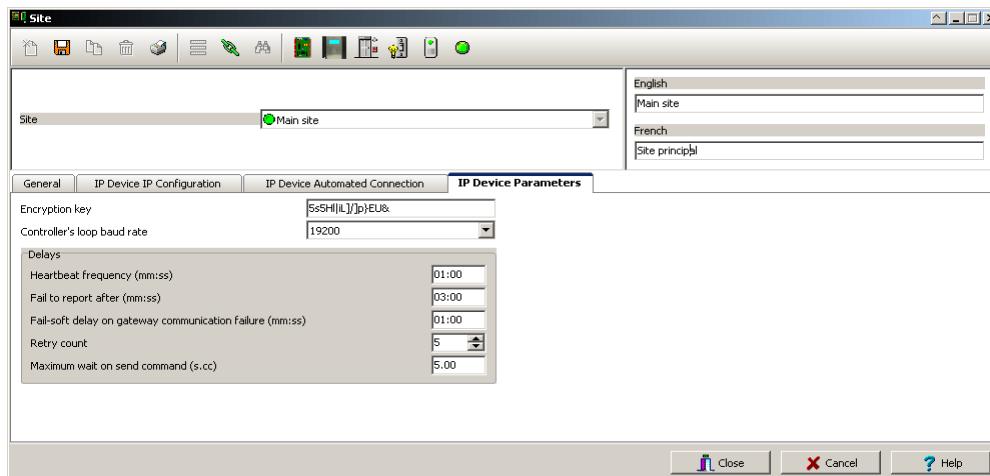 Site
English
Main site
Site
Main site
French
Site principal
General
IP Device IP Configuration
IP Device Automated Connection
IP Device Parameters
Encryption key
Controller's loop baud rate
19200
Delays
Heartbeat frequency (mm:ss)
01:00
Fail to report after (mm:ss)
03:00
Fail-soft delay on gateway communication failure (mm:ss)
01:00
Retry count
5
Maximum wait on send command (s.cc)
5.00
Close
Cancel
Help